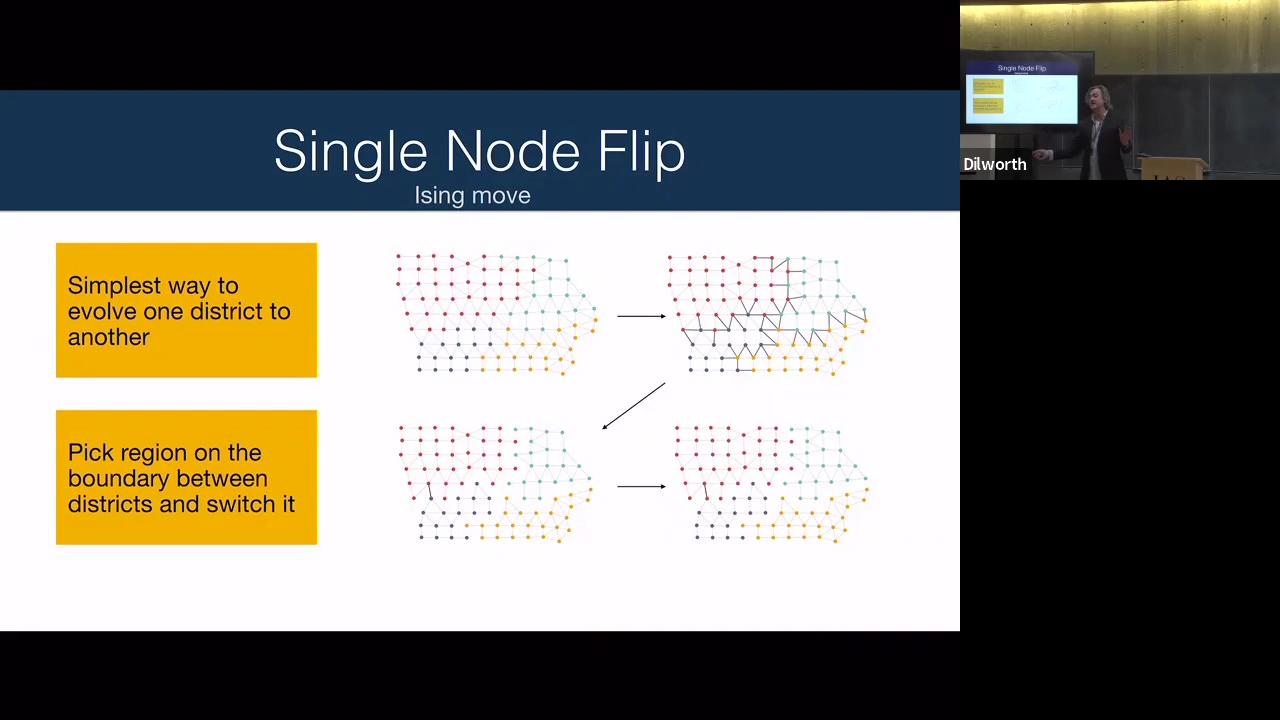 Single Node Flip
Ising move
Simplest way to
evolve one district to
another
Pick region on the
boundary between
districts and switch it
Single Node Flip
Dilworth